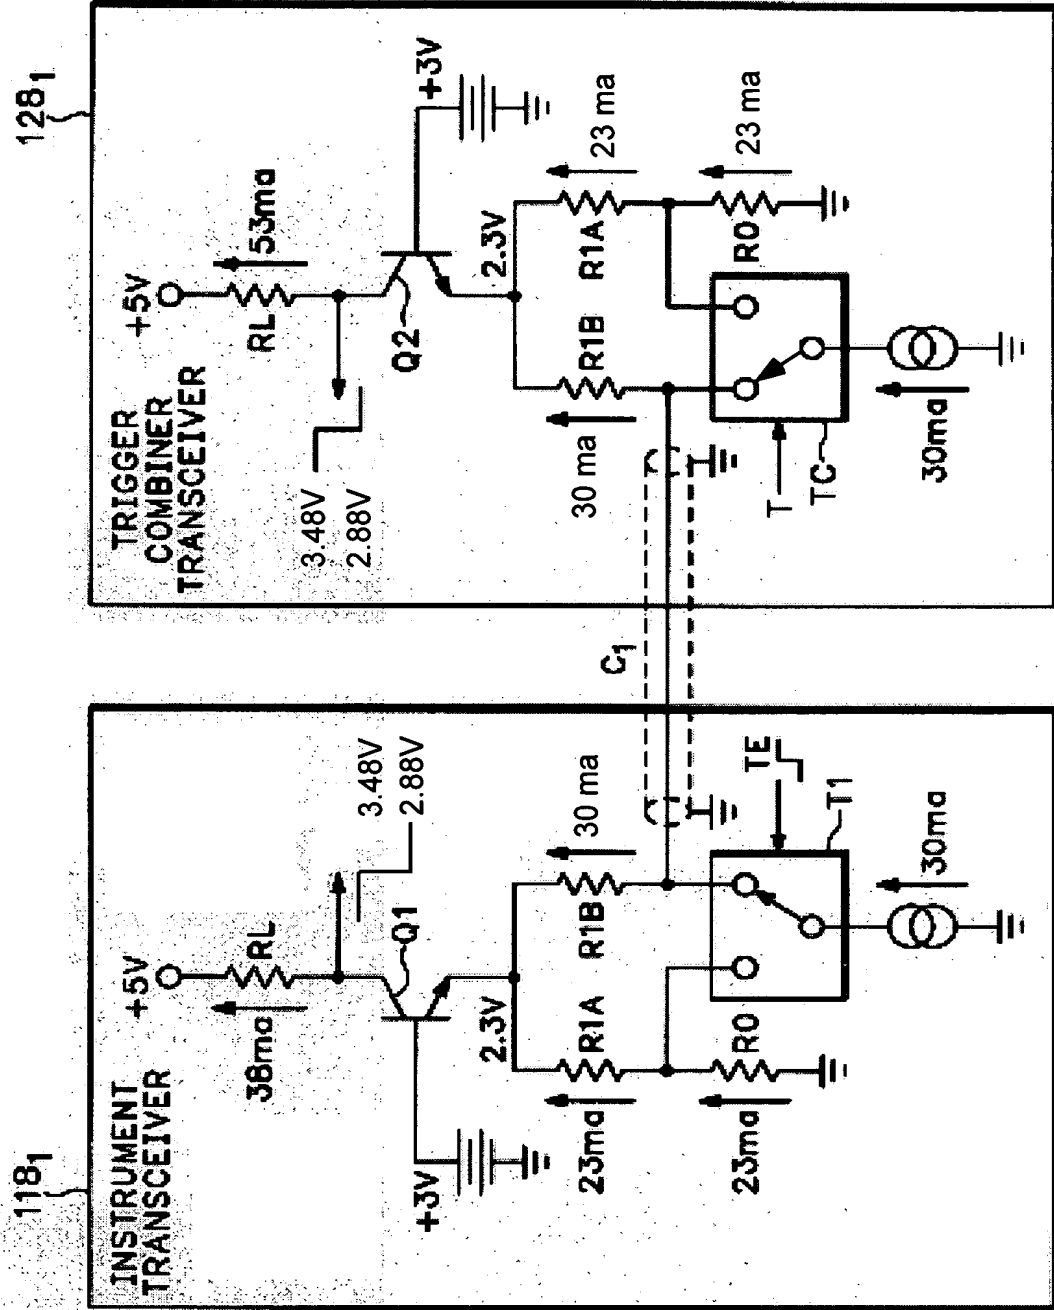 118₁
INSTRUMENT
TRANSCEIVER
+5V
38ma
RL
3.48V
2.88V
Q1
+3V
2.3V
23ma
R1A
R1B
30 ma
23ma
R0
TE
T1
30ma
C₁
128₁
TRIGGER
COMBINER
TRANSCEIVER
+5V
RL
53ma
3.48V
2.88V
Q2
+3V
2.3V
30 ma
R1B
R1A
23 ma
T
TC
R0
23 ma
30ma